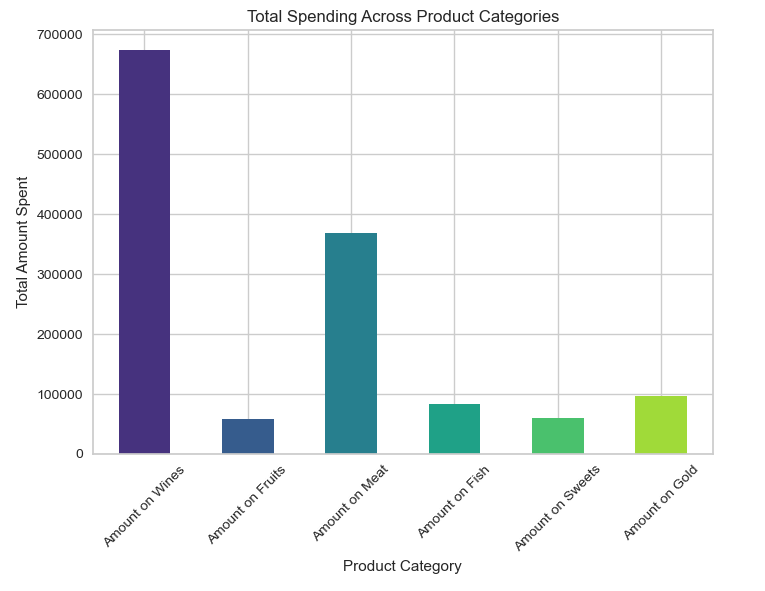 Total Spending Across Product Categories
700000
600000
500000
400000
300000
200000
100000
0
Total Amount Spent
Amount on Wines
Amount on Fruits
Amount on Meat
Amount on Fish
Amount on Sweets
Amount on Gold
Product Category